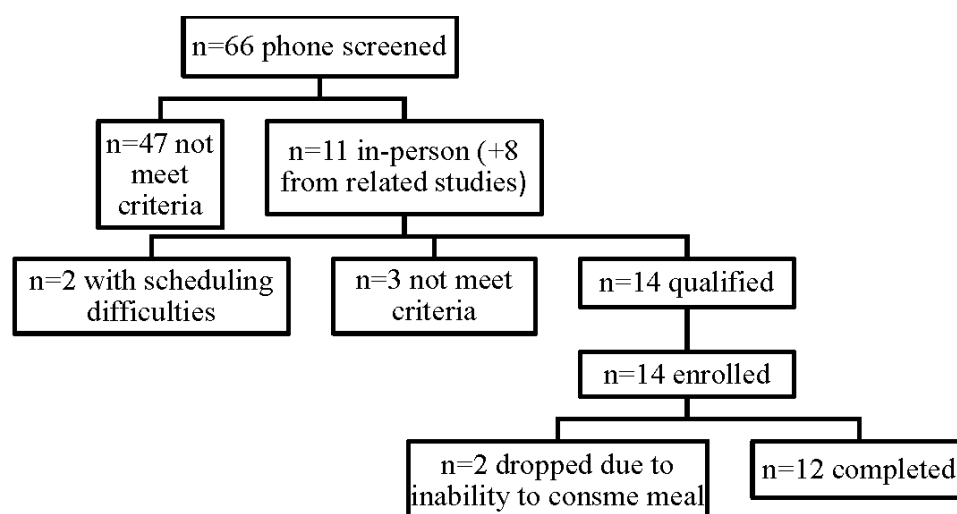 n=66 phone screened
n=47 not
meet
criteria
n=11 in-person (+8
from related studies)
n=2 with scheduling
difficulties
n=3 not meet
criteria
n=14 qualified
n=14 enrolled
n=2 dropped due to
inability to consme meal
n=12 completed